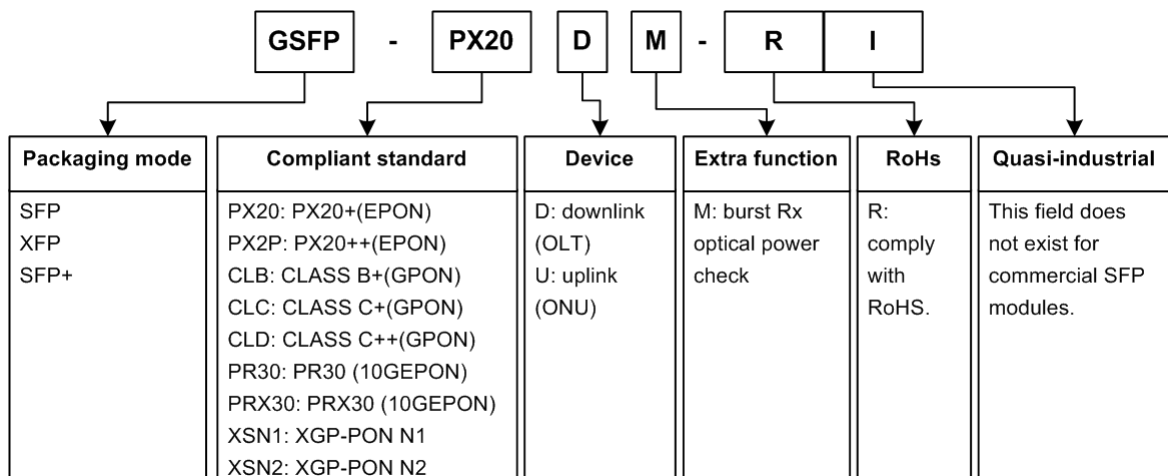 GSFP - PX20 D M - R I
Packaging mode
SFP
XFP
SFP+
Compliant standard
PX20: PX20+(EPON)
PX2P: PX20++(EPON)
CLB: CLASS B+(GPON)
CLC: CLASS C+(GPON)
CLD: CLASS C++(GPON)
PR30: PR30 (10GEPON)
PRX30: PRX30 (10GEPON)
XSN1: XGP-PON N1
XSN2: XGP-PON N2
Device
D: downlink
(OLT)
U: uplink
(ONU)
Extra function
M: burst Rx
optical power
check
RoHs
R:
comply
with
RoHS.
Quasi-industrial
This field does
not exist for
commercial SFP
modules.